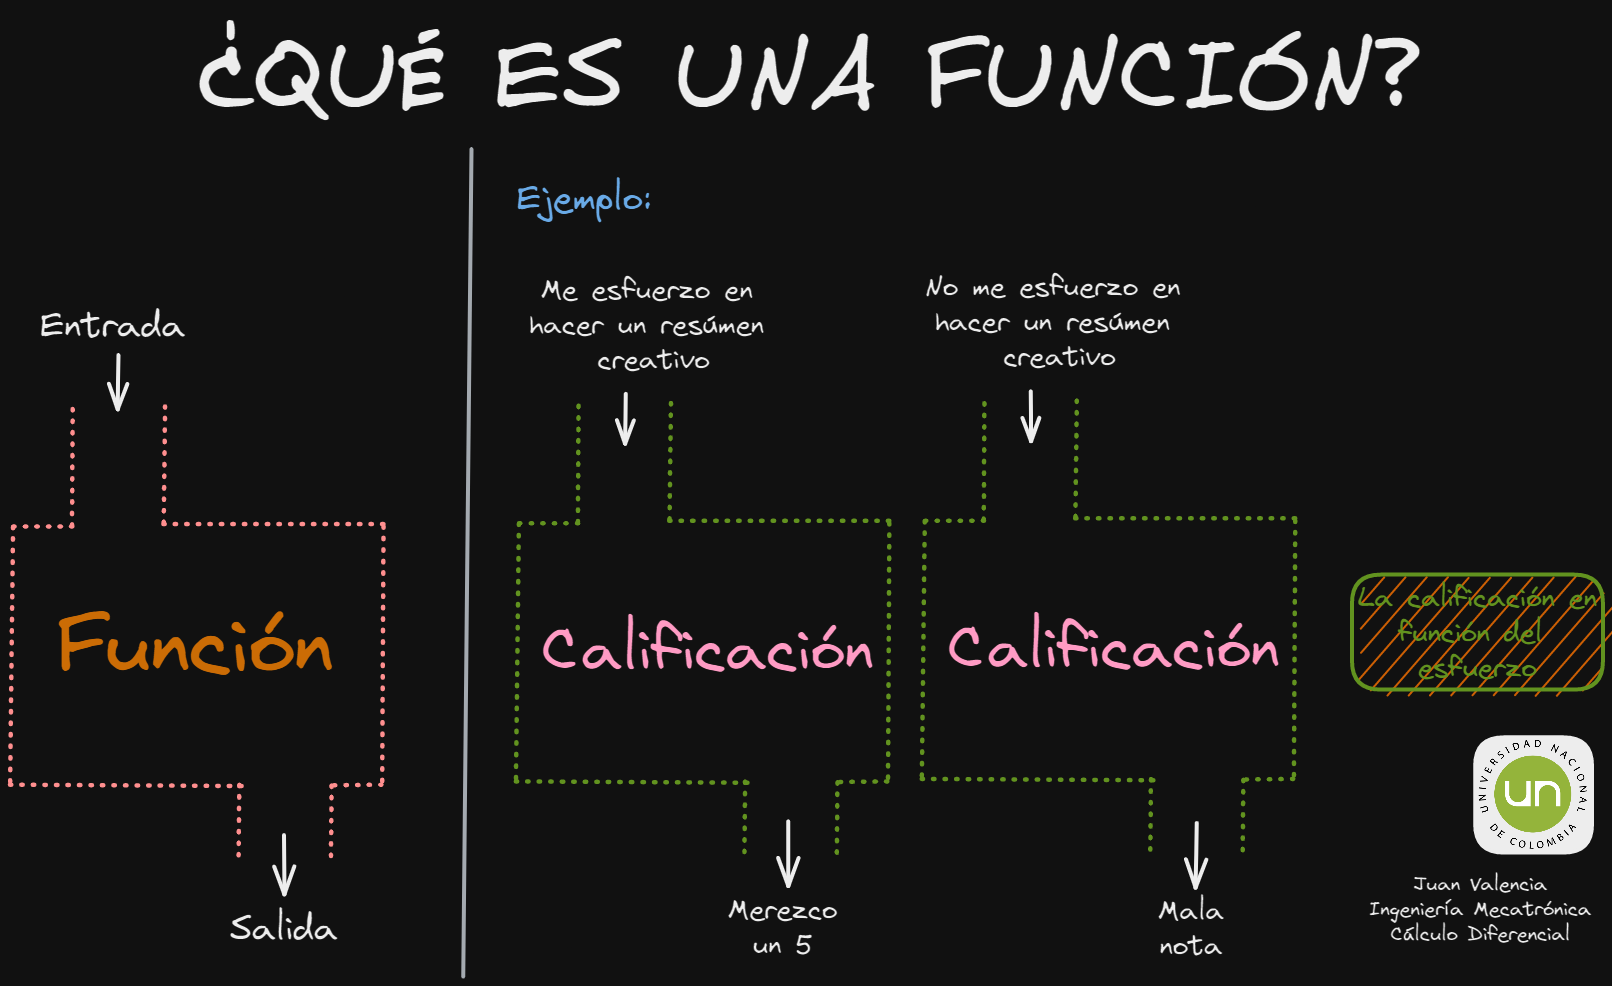 ¿QUÉ ES UNA FUNCIÓN?
Entrada
Función
Salida
Ejemplo:
Me esfuerzo en
hacer un resúmen
creativo
Calificación
Merezco
un 5
No me esfuerzo en
hacer un resúmen
creativo
Calificación
Mala
nota
La calificación en
función del
esfuerzo
UNIVERSIDAD NACIONAL
DE COLOMBIA
un
Juan Valencia
Ingeniería Mecatrónica
Cálculo Diferencial